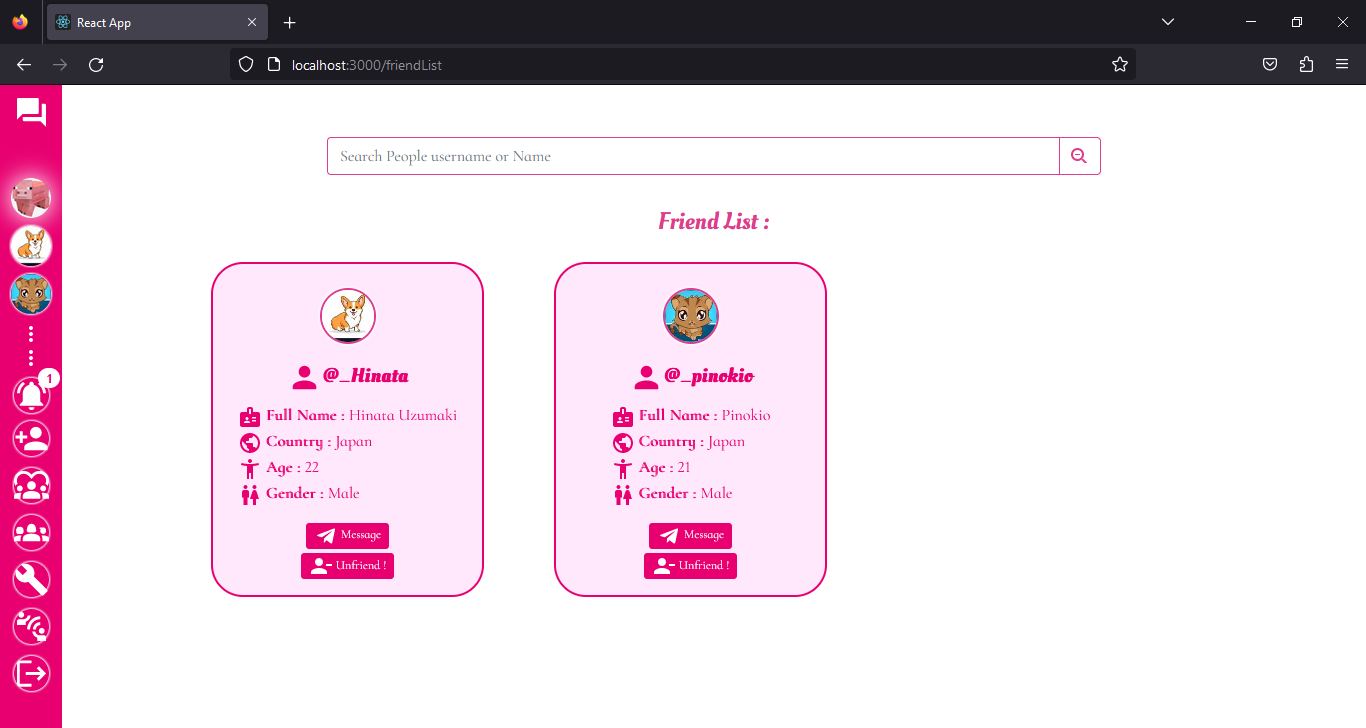 React App
localhost:3000/friendList
Search People username or Name
Friend List :
1
@_Hinata
Full Name : Hinata Uzumaki
Country : Japan
Age : 22
Gender : Male
Message
Unfriend !
@_pinokio
Full Name : Pinokio
Country : Japan
Age : 21
Gender : Male
Message
Unfriend !